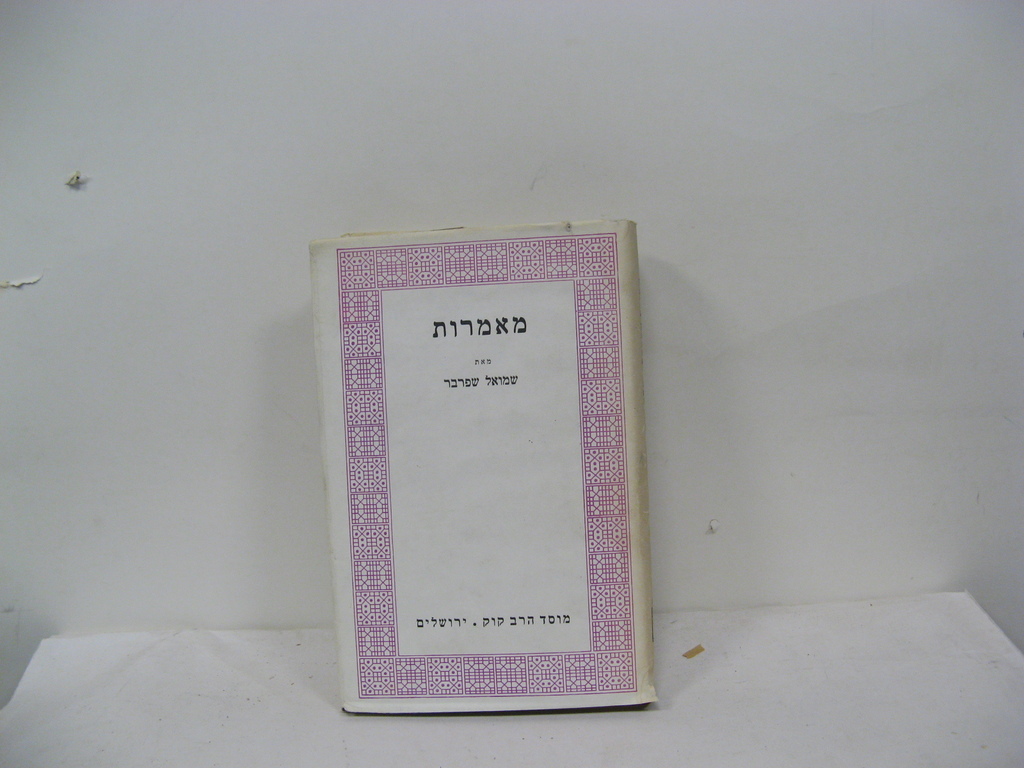 מאמרות
מאת
שמואל שפרבר
מוסד הרב קוק . ירושלים